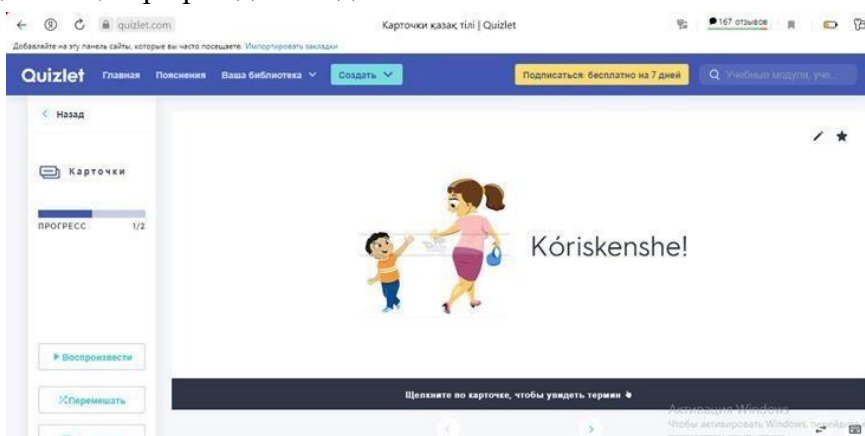 quizlet.com Карточки қазақ тілі | Quizlet 167 отзывов
Добавляйте на эту панель сайты, которые вы часто посещаете. Импортировать закладки
Quizlet Главная Пояснения Ваша библиотека Создать Подписаться: бесплатно на 7 дней Учебные модули, уче...
Назад
Карточки
ПРОГРЕСС 1/2
Kóriskenshe!
Воспроизвести
Перемешать
Щелкните по карточке, чтобы увидеть термин
Активация Windows
Чтобы активировать Windows,